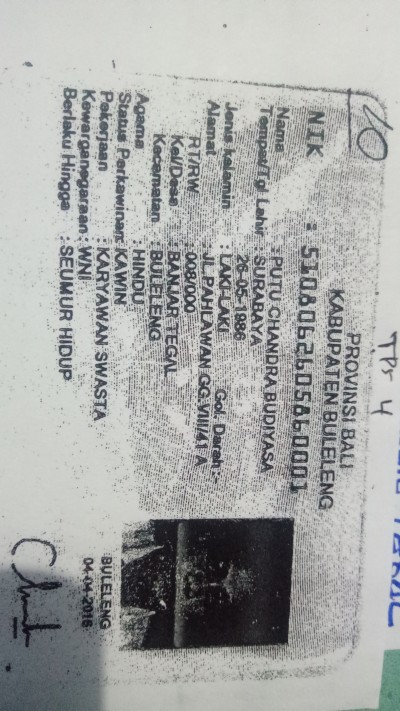 10
TPS 4
PROVINSI BALI
KABUPATEN BULELENG
NIK : 5108062605860001
Nama : PUTU CHANDRA BUDIYASA
Tempat/Tgl Lahir : SURABAYA
26-05-1986
Jenis kelamin : LAKI-LAKI Gol. Darah :-
Alamat : JL.PAHLAWAN GG.VIII/41 A
RT/RW : 008/000
Kel/Desa : BANJAR TEGAL
Kecamatan : BULELENG
Agama : HINDU
Status Perkawinan: KAWIN
Pekerjaan : KARYAWAN SWASTA
Kewarganegaraan : WNI
Berlaku Hingga : SEUMUR HIDUP
BULELENG
04-04-2016